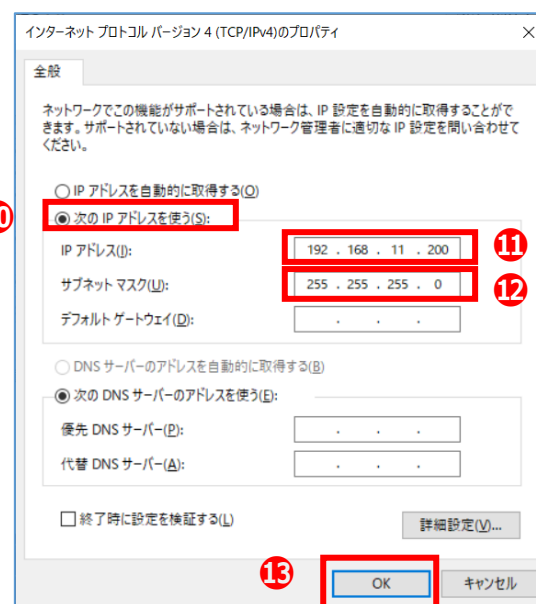 インターネット プロトコル バージョン 4 (TCP/IPv4)のプロパティ
全般
ネットワークでこの機能がサポートされている場合は、IP 設定を自動的に取得することがで
きます。サポートされていない場合は、ネットワーク管理者に適切な IP 設定を問い合わせて
ください。
IP アドレスを自動的に取得する(O)
次の IP アドレスを使う(S):
IP アドレス(I): 192 . 168 . 11 . 200 ⑪
サブネット マスク(U): 255 . 255 . 255 . 0 ⑫
デフォルト ゲートウェイ(D): . . .
DNS サーバーのアドレスを自動的に取得する(B)
次の DNS サーバーのアドレスを使う(E):
優先 DNS サーバー(P): . . .
代替 DNS サーバー(A): . . .
終了時に設定を検証する(L)
詳細設定(V)...
⑬ OK キャンセル